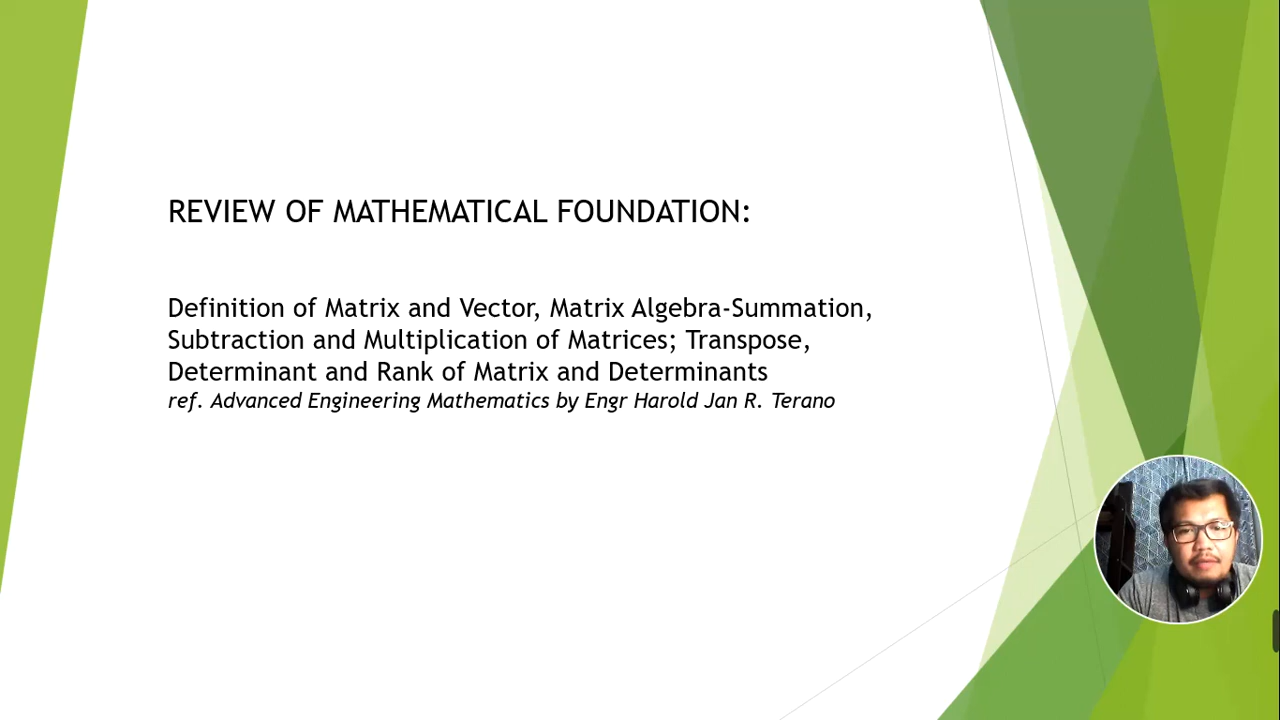 REVIEW OF MATHEMATICAL FOUNDATION:
Definition of Matrix and Vector, Matrix Algebra-Summation,
Subtraction and Multiplication of Matrices; Transpose,
Determinant and Rank of Matrix and Determinants
ref. Advanced Engineering Mathematics by Engr Harold Jan R. Terano